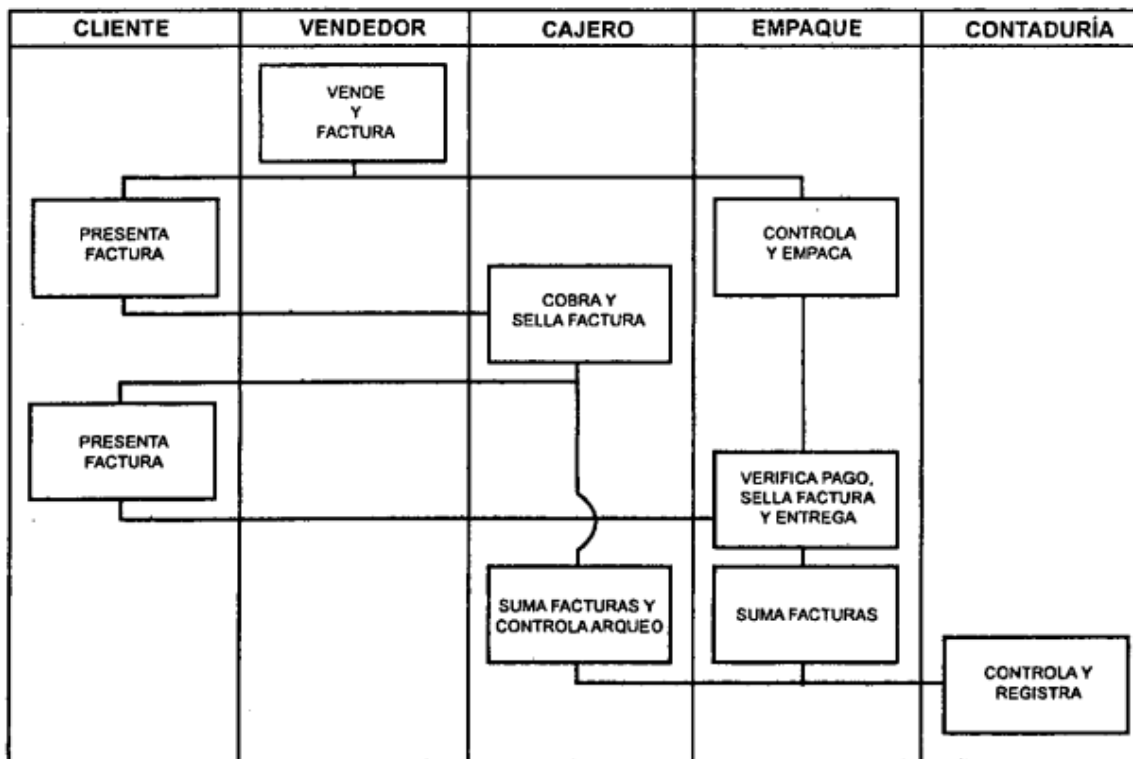 CLIENTE
VENDEDOR
CAJERO
EMPAQUE
CONTADURÍA
VENDE
Y
FACTURA
PRESENTA
FACTURA
CONTROLA
Y EMPACA
COBRA Y
SELLA FACTURA
PRESENTA
FACTURA
VERIFICA PAGO,
SELLA FACTURA
Y ENTREGA
SUMA FACTURAS Y
CONTROLA ARQUEO
SUMA FACTURAS
CONTROLA Y
REGISTRA